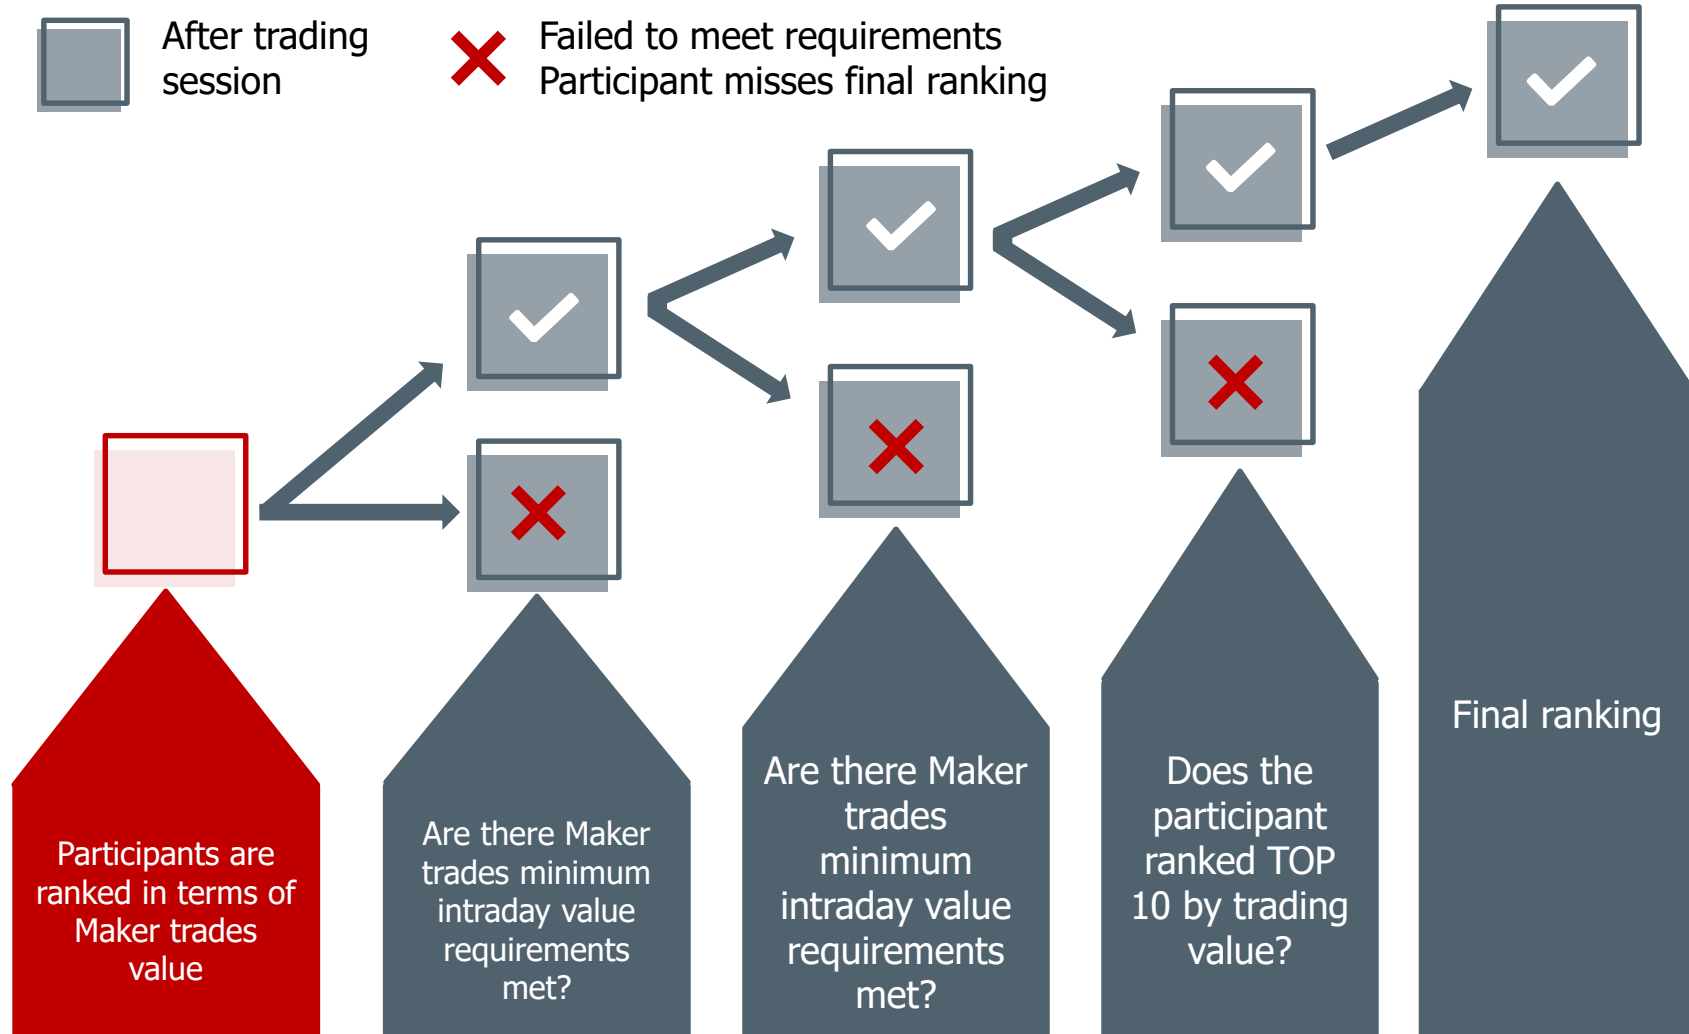 After trading
session
Failed to meet requirements
Participant misses final ranking
Participants are
ranked in terms of
Maker trades
value
Are there Maker
trades minimum
intraday value
requirements
met?
Are there Maker
trades
minimum
intraday value
requirements
met?
Does the
participant
ranked TOP
10 by trading
value?
Final ranking